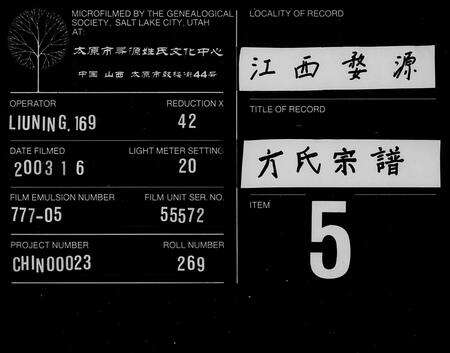 MICROFILMED BY THE GENEALOGICAL
SOCIETY, SALT LAKE CITY, UTAH
AT
太原市寻源姓氏文化中心
中国 山西 太原市鼓楼街44号
OPERATOR
REDUCTION X
LIUNING, 169
42
DATE FILMED
LIGHT METER SETTING
2003 1 6
20
FILM EMULSION NUMBER
FILM UNIT SER. NO.
777-05
55572
PROJECT NUMBER
ROLL NUMBER
CHIN00023
269
LOCALITY OF RECORD
江西婺源
TITLE OF RECORD
方氏宗譜
ITEM
5